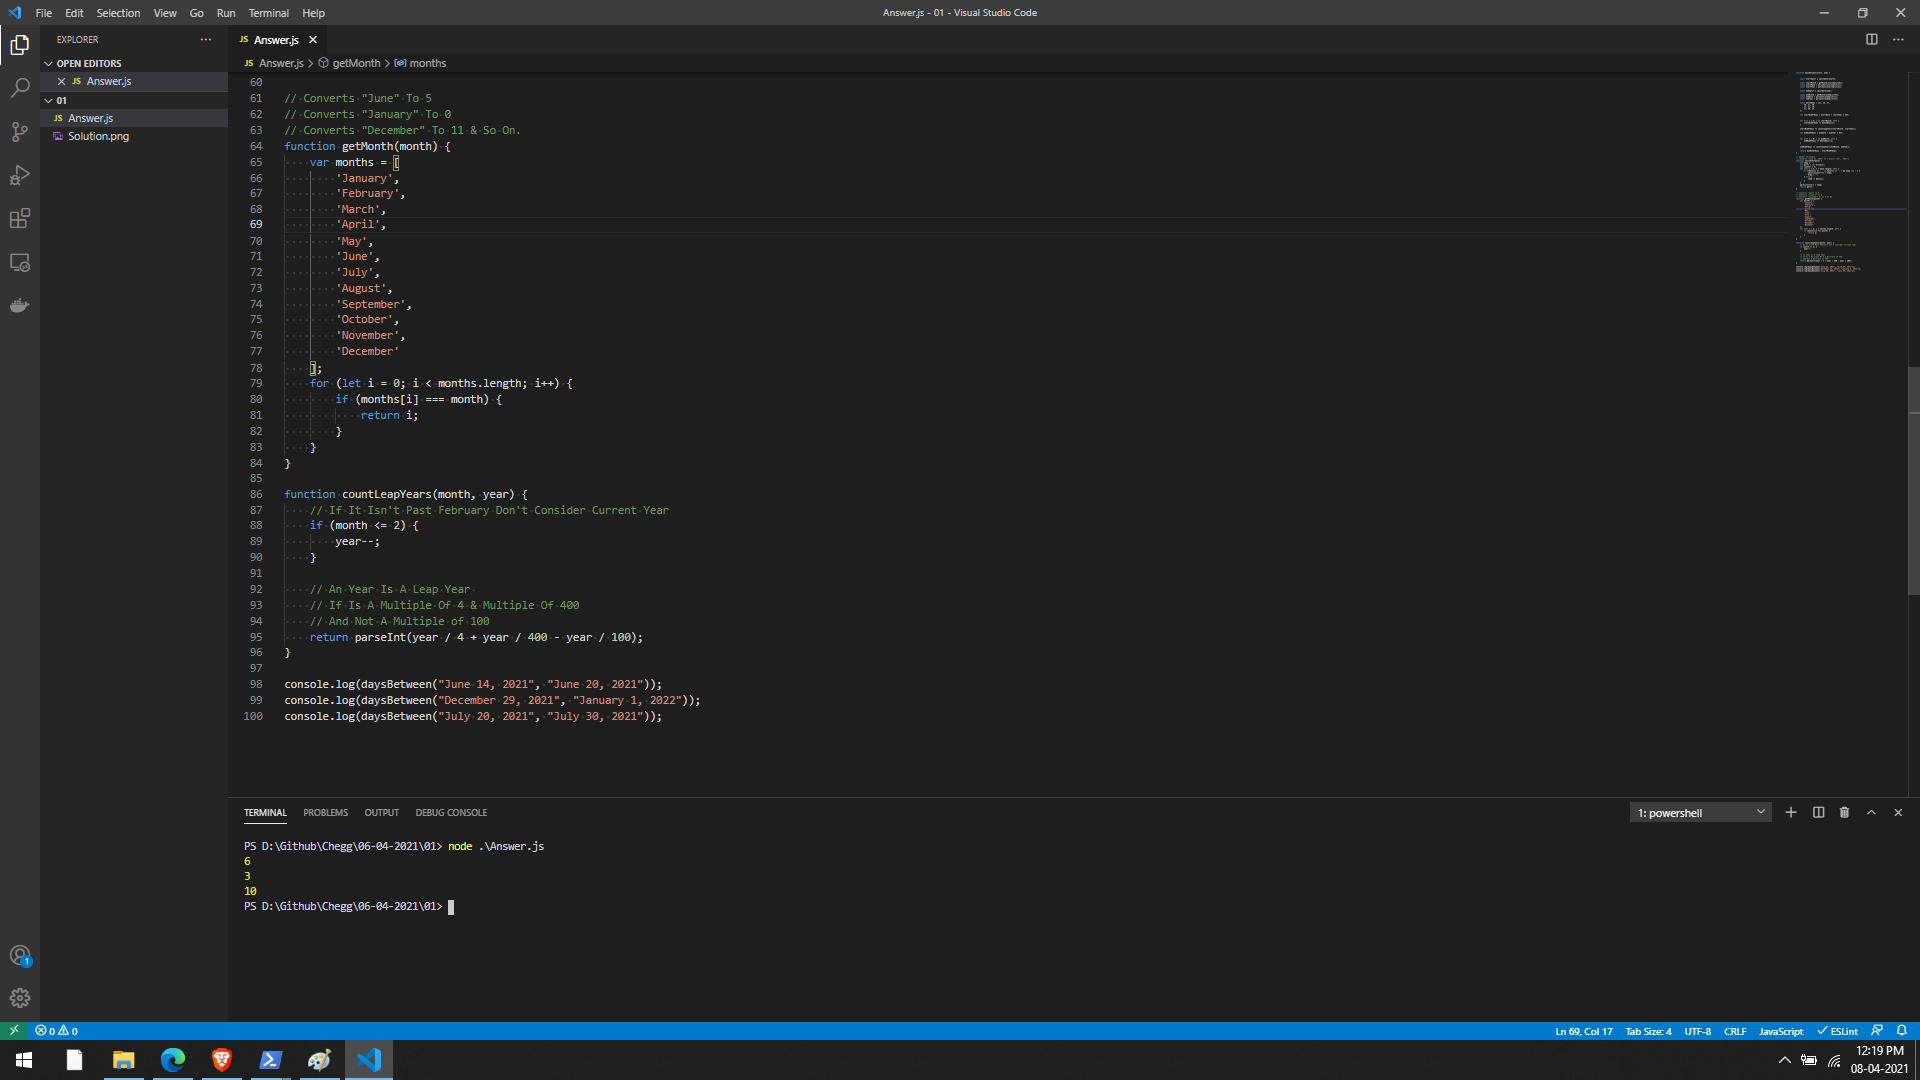 File Edit Selection View Go Run Terminal Help
Answer.js - 01 - Visual Studio Code
EXPLORER
OPEN EDITORS
JS Answer.js
01
JS Answer.js
Solution.png
JS Answer.js
JS Answer.js > getMonth > months
60
61 // Converts "June" To 5
62 // Converts "January" To 0
63 // Converts "December" To 11 & So On.
64 function getMonth(month) {
65 var months = [
66 'January',
67 'February',
68 'March',
69 'April',
70 'May',
71 'June',
72 'July',
73 'August',
74 'September',
75 'October',
76 'November',
77 'December'
78 ];
79 for (let i = 0; i < months.length; i++) {
80 if (months[i] === month) {
81 return i;
82 }
83 }
84 }
85
86 function countLeapYears(month, year) {
87 // If It Isn't Past February Don't Consider Current Year
88 if (month <= 2) {
89 year--;
90 }
91
92 // An Year Is A Leap Year
93 // If Is A Multiple Of 4 & Multiple Of 400
94 // And Not A Multiple of 100
95 return parseInt(year / 4 + year / 400 - year / 100);
96 }
97
98 console.log(daysBetween("June 14, 2021", "June 20, 2021"));
99 console.log(daysBetween("December 29, 2021", "January 1, 2022"));
100 console.log(daysBetween("July 20, 2021", "July 30, 2021"));
TERMINAL PROBLEMS OUTPUT DEBUG CONSOLE
1: powershell
PS D:\Github\Chegg\06-04-2021\01> node .\Answer.js
6
3
10
PS D:\Github\Chegg\06-04-2021\01>
1
0 0
Ln 69, Col 17 Tab Size: 4 UTF-8 CRLF JavaScript ESLint
12:19 PM
08-04-2021